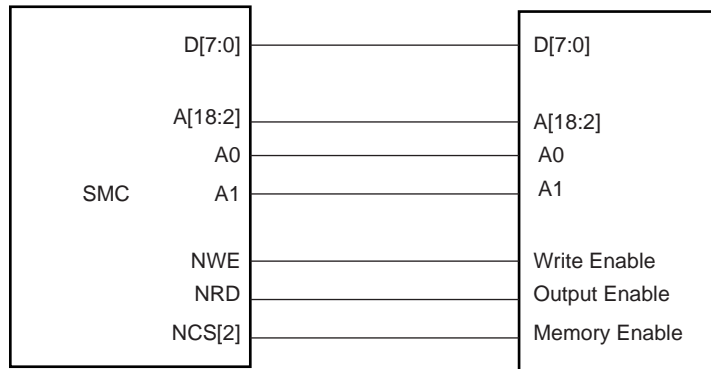 D[7:0] D[7:0]
A[18:2] A[18:2]
A0 A0
SMC A1 A1
NWE Write Enable
NRD Output Enable
NCS[2] Memory Enable